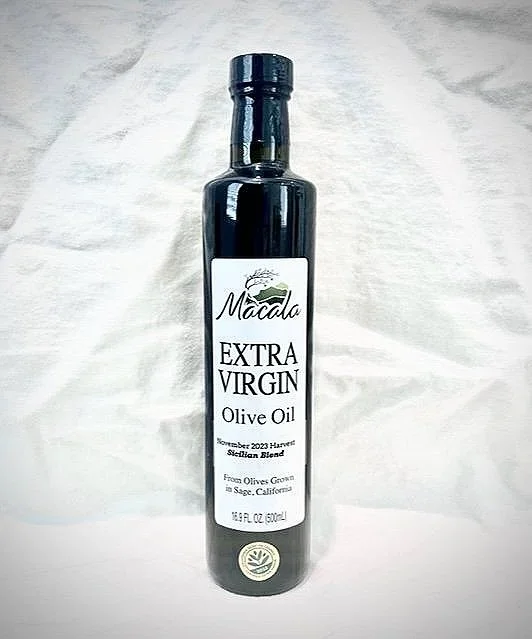 Macala
EXTRA
VIRGIN
Olive Oil
November 2023 Harvest
Sicilian Blend
From Olives Grown
in Sage, California
16.9 FL. OZ. (500mL)